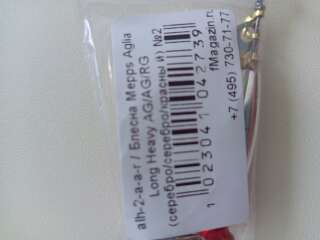 alh-2-a-a-r / Блесна Mepps Aglia
Long Heavy AG/AG/RG
(серебро/серебро/красный) №2
1 023041 042739
fMagazin.ru
+7 (495) 730-71-77